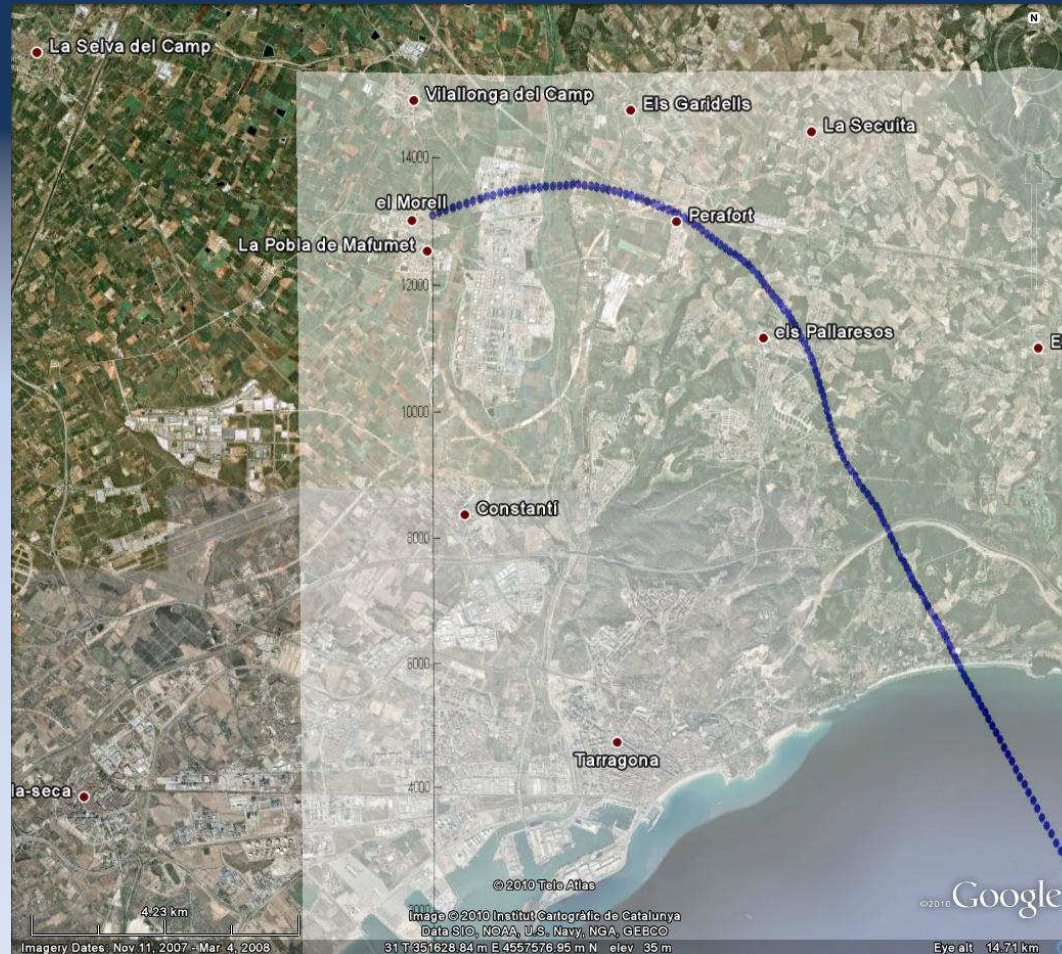 N
La Selva del Camp
Vilallonga del Camp
Els Garidells
La Secuita
14000
el Morell
Perafort
La Pobla de Mafumet
12000
els Pallaresos
E
10000
Constantí
8000
6000
Tarragona
4000
la-seca
© 2010 Tele Atlas
©2010 Google
4.23 km
Image © 2010 Institut Cartogràfic de Catalunya
Data SIO, NOAA, U.S. Navy, NGA, GEBCO
Imagery Dates: Nov 11, 2007 - Mar 4, 2008
31 T 351628.84 m E 4557576.95 m N elev 35 m
Eye alt 14.71 km